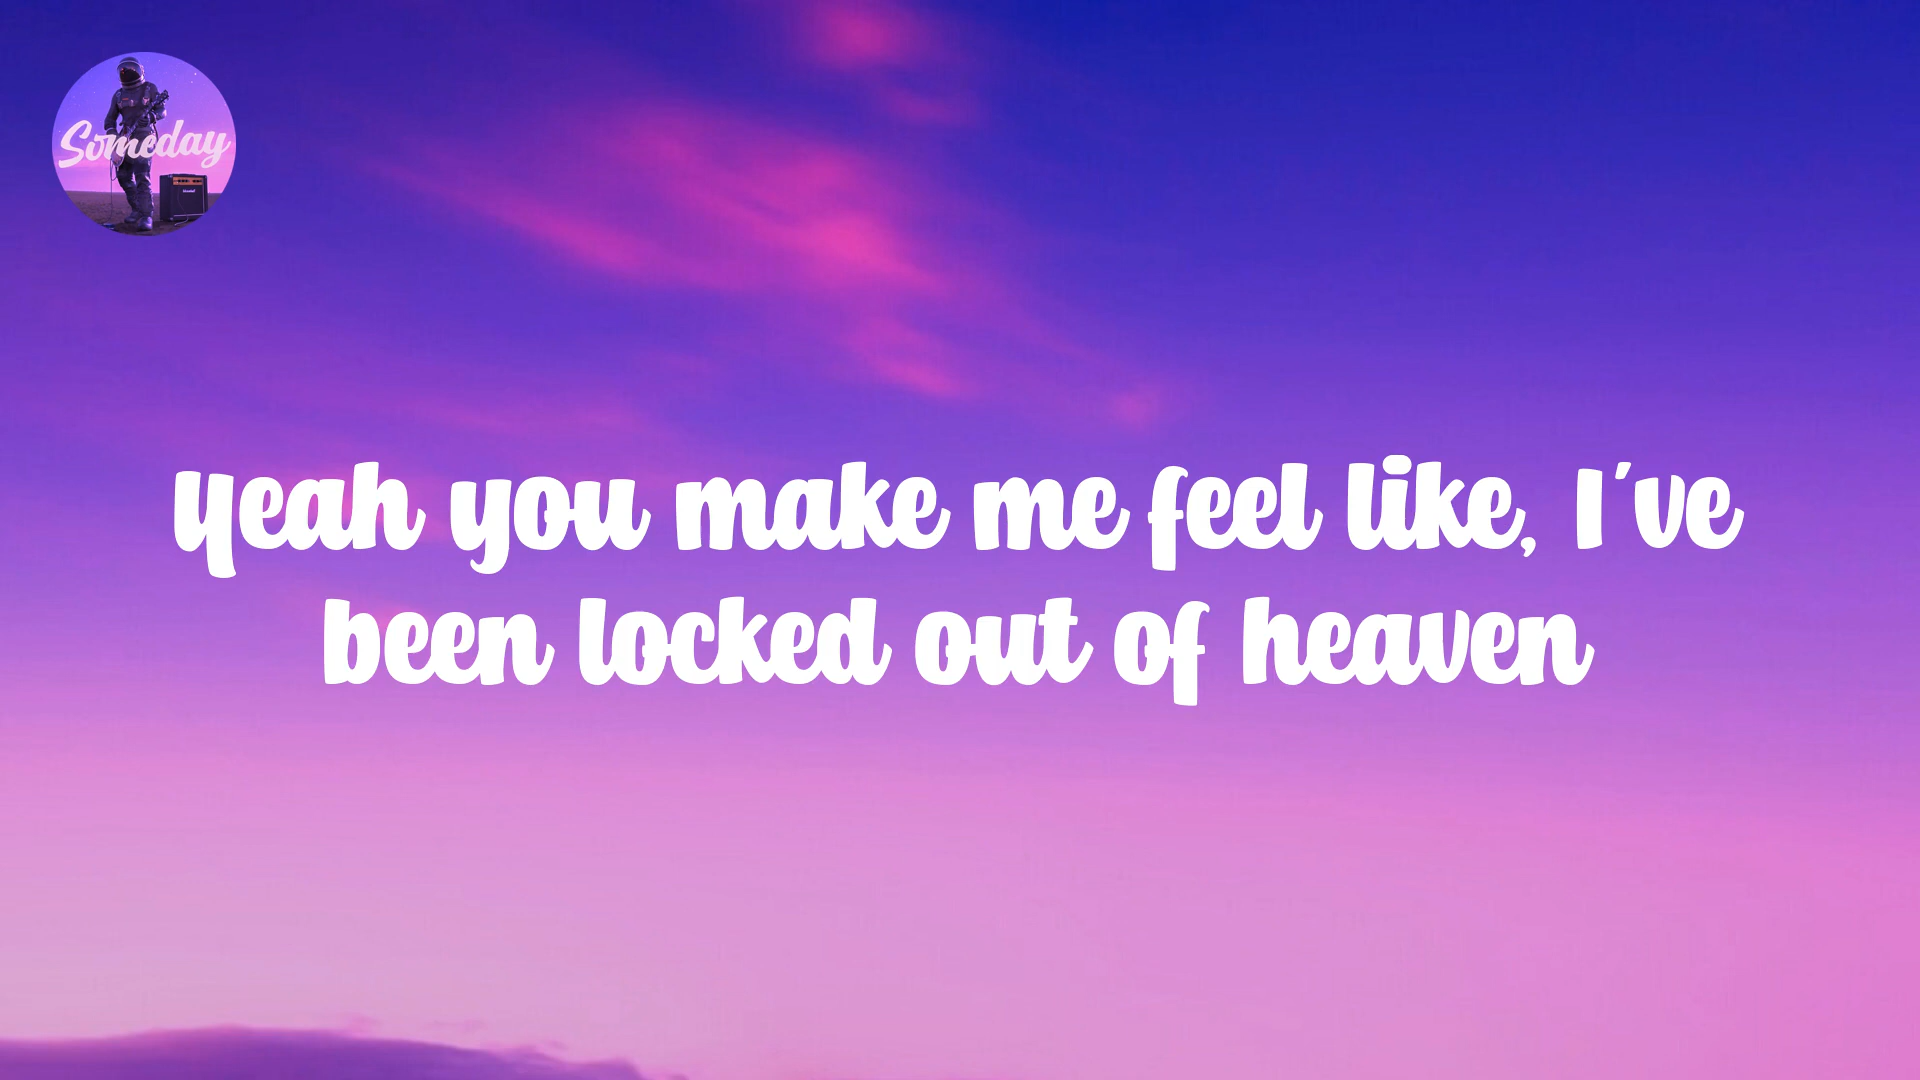 Someday
Yeah you make me feel like, I've
been locked out of heaven